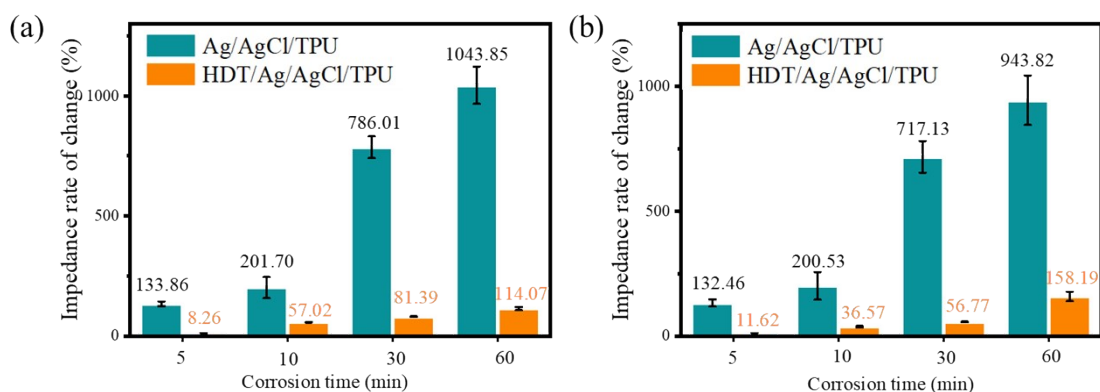 (a)
Impedance rate of change (%)
1000
500
0
Ag/AgCl/TPU
HDT/Ag/AgCl/TPU
133.86
8.26
201.70
57.02
786.01
81.39
1043.85
114.07
5 10 30 60
Corrosion time (min)
(b)
Impedance rate of change (%)
1000
500
0
Ag/AgCl/TPU
HDT/Ag/AgCl/TPU
132.46
11.62
200.53
36.57
717.13
56.77
943.82
158.19
5 10 30 60
Corrosion time (min)